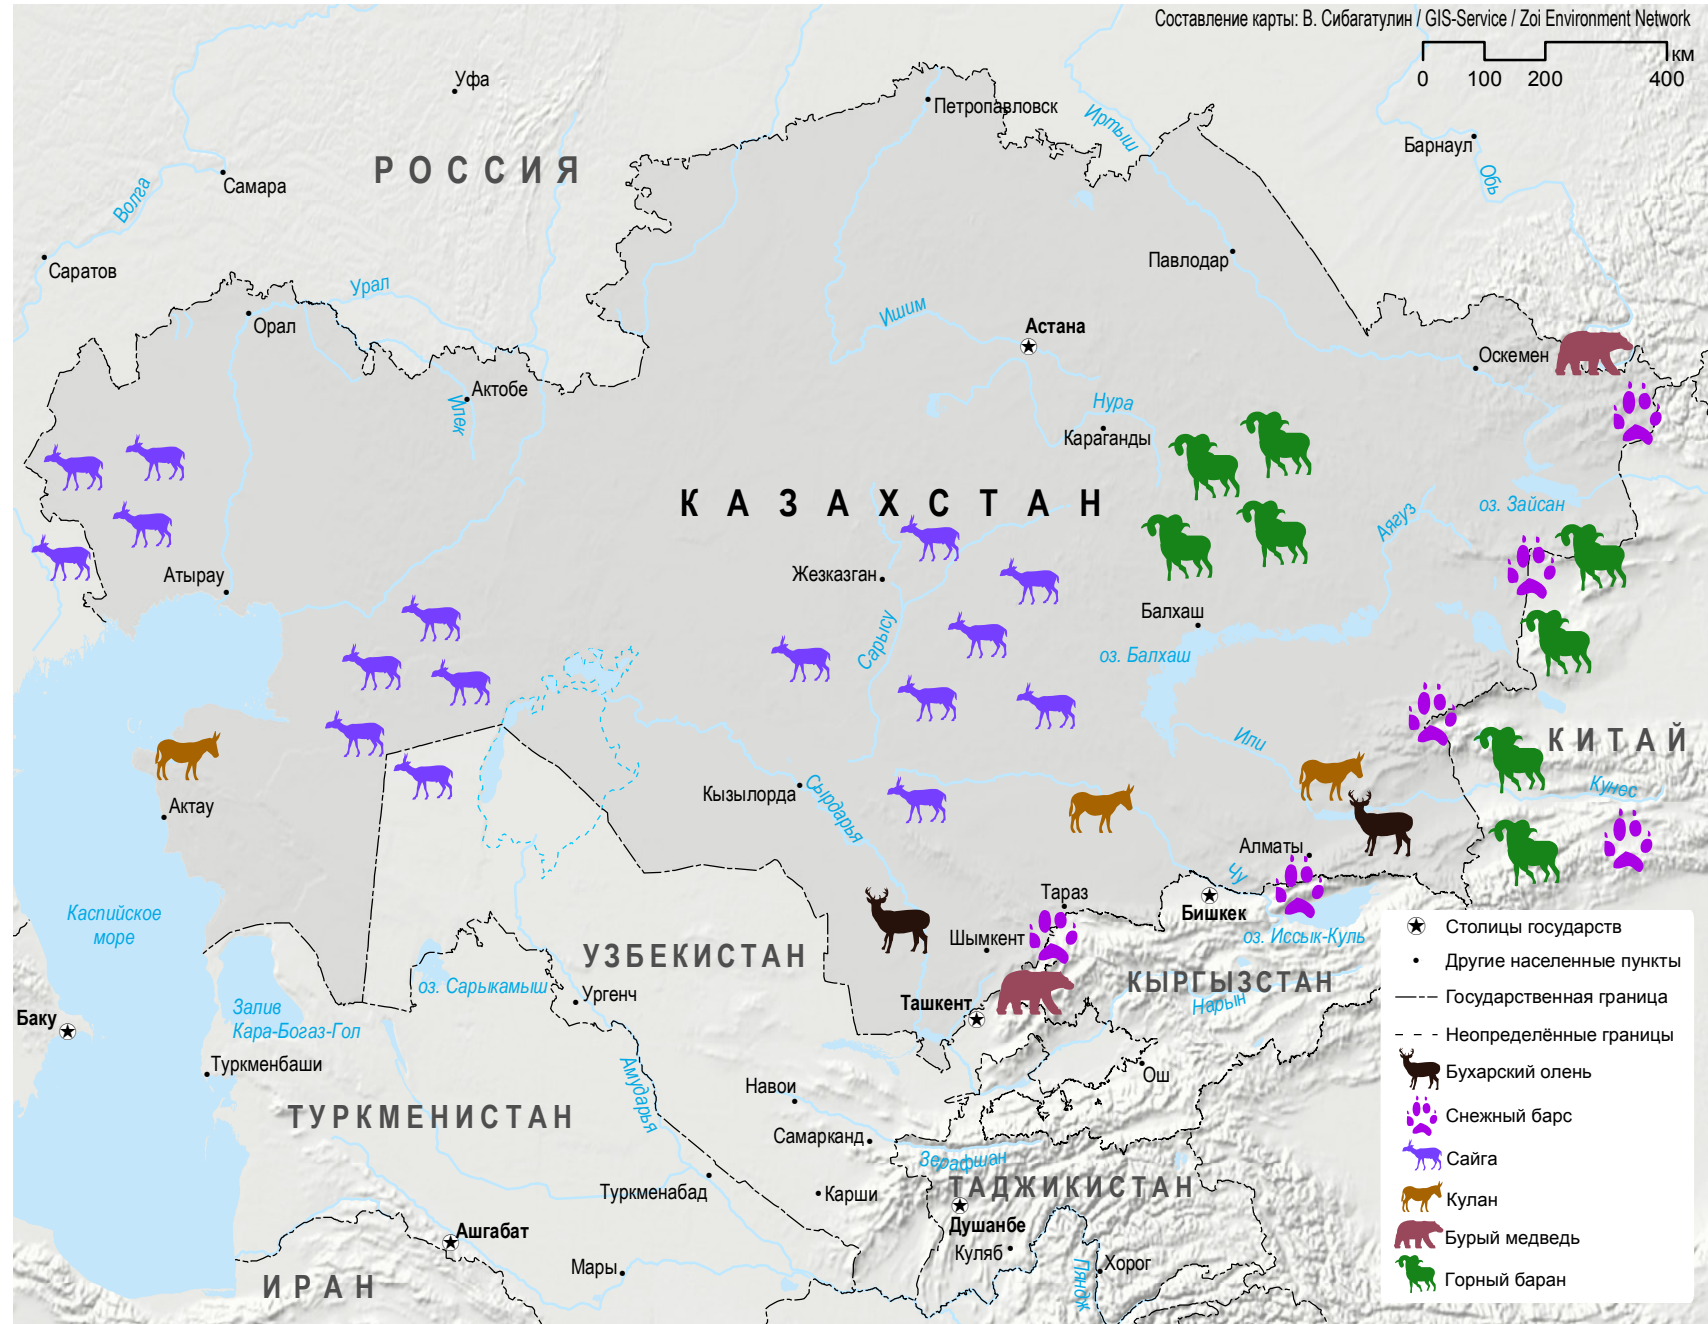 Составление карты: В. Сибагатулин / GIS-Service / Zoi Environment Network
км
0 100 200 400
Уфа
Петропавловск
Иртыш
Барнаул
Обь
РОССИЯ
Самара
Волга
Саратов
Павлодар
Урал
Орал
Ишим
Астана
Оскемен
Актобе
Илек
Нура
Караганды
КАЗАХСТАН
оз. Зайсан
Аягуз
Атырау
Жезказган
Балхаш
Сарысу
оз. Балхаш
Или
КИТАЙ
Кунес
Актау
Кызылорда
Сырдарья
Алматы
Чу
Тараз
Бишкек
Каспийское
море
Шымкент
оз. Иссык-Куль
УЗБЕКИСТАН
КЫРГЫЗСТАН
оз. Сарыкамыш
Ургенч
Ташкент
Нарын
Залив
Кара-Богаз-Гол
Баку
Туркменбаши
Амударья
Ош
Навои
ТУРКМЕНИСТАН
Самарканд
Зерафшан
Туркменабад
Карши
ТАДЖИКИСТАН
Ашгабат
Душанбе
Куляб
Хорог
Пяндж
Мары
ИРАН
Столицы государств
Другие населенные пункты
Государственная граница
Неопределённые границы
Бухарский олень
Снежный барс
Сайга
Кулан
Бурый медведь
Горный баран